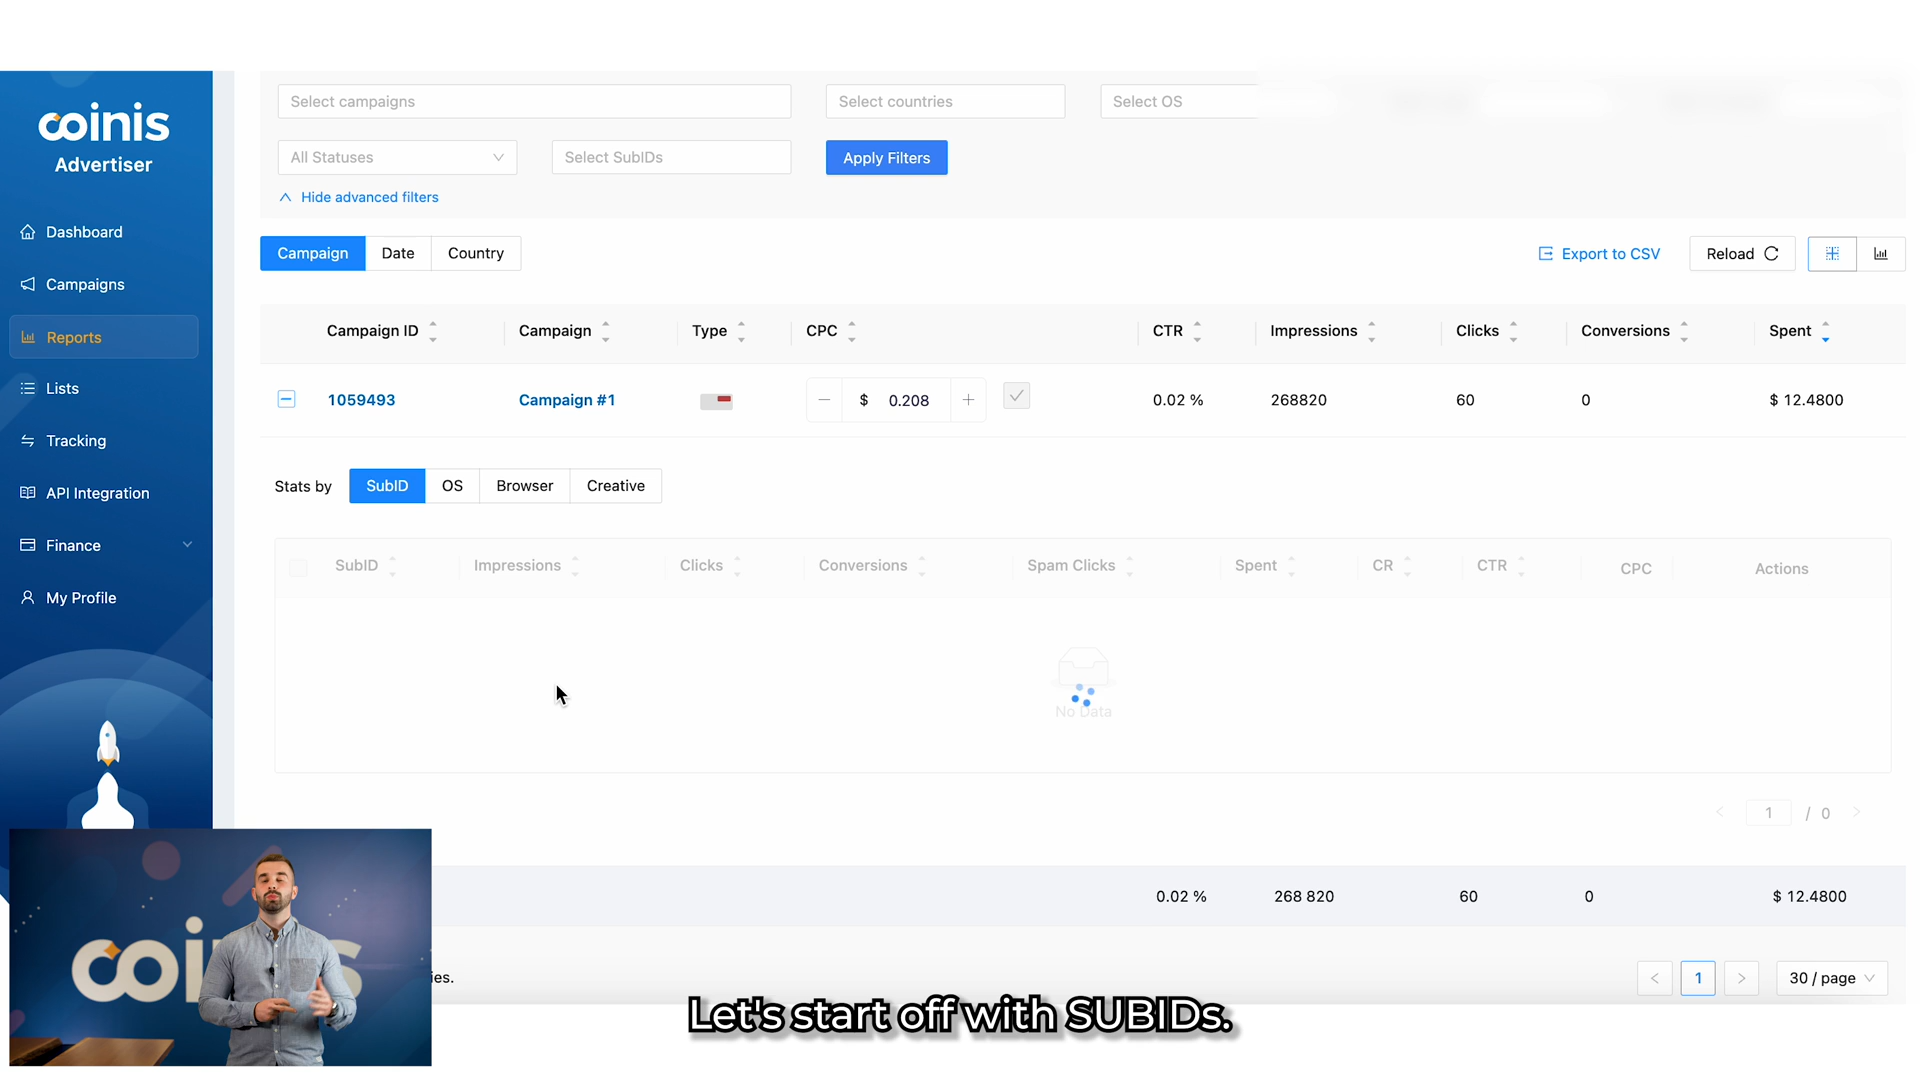 coinis
Advertiser
Dashboard
Campaigns
Reports
Lists
Tracking
API Integration
Finance
My Profile
Select campaigns
Select countries
Select OS
All Statuses
Select SubIDs
Apply Filters
Hide advanced filters
Campaign
Date
Country
Export to CSV
Reload
Campaign ID
Campaign
Type
CPC
CTR
Impressions
Clicks
Conversions
Spent
1059493
Campaign #1
$ 0.208
0.02 %
268820
60
0
$ 12.4800
Stats by
SubID
OS
Browser
Creative
SubID
Impressions
Clicks
Conversions
Spam Clicks
Spent
CR
CTR
CPC
Actions
No Data
1 / 0
0.02 %
268 820
60
0
$ 12.4800
ies.
1
30 / page
Let's start off with SUBIDs.